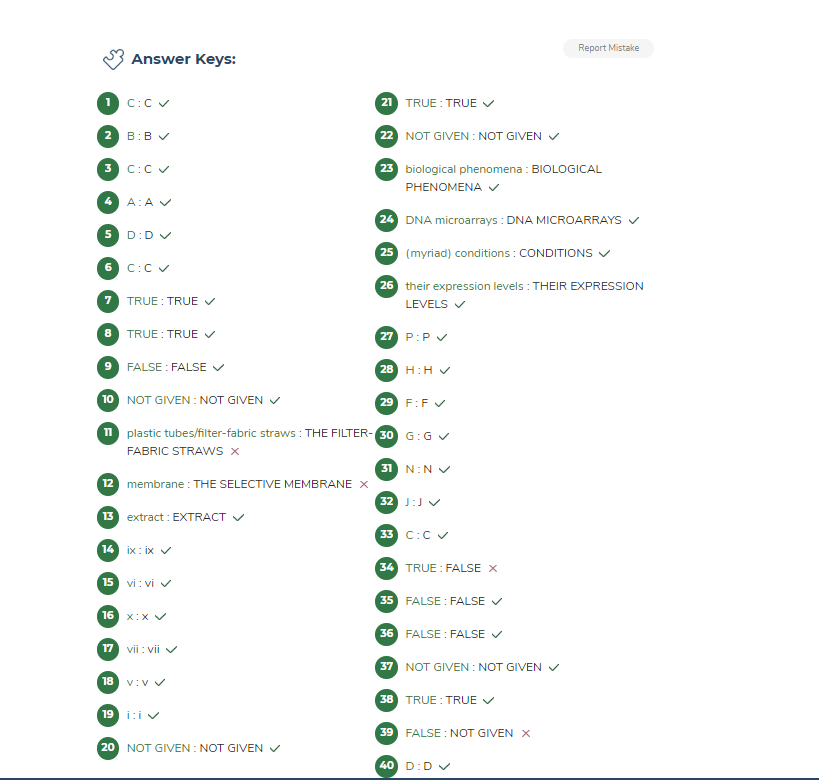 Report Mistake
Answer Keys:
1 C : C
2 B : B
3 C : C
4 A : A
5 D : D
6 C : C
7 TRUE : TRUE
8 TRUE : TRUE
9 FALSE : FALSE
10 NOT GIVEN : NOT GIVEN
11 plastic tubes/filter-fabric straws : THE FILTER-
FABRIC STRAWS
12 membrane : THE SELECTIVE MEMBRANE
13 extract : EXTRACT
14 ix : ix
15 vi : vi
16 x : x
17 vii : vii
18 v : v
19 i : i
20 NOT GIVEN : NOT GIVEN
21 TRUE : TRUE
22 NOT GIVEN : NOT GIVEN
23 biological phenomena : BIOLOGICAL
PHENOMENA
24 DNA microarrays : DNA MICROARRAYS
25 (myriad) conditions : CONDITIONS
26 their expression levels : THEIR EXPRESSION
LEVELS
27 P : P
28 H : H
29 F : F
30 G : G
31 N : N
32 J : J
33 C : C
34 TRUE : FALSE
35 FALSE : FALSE
36 FALSE : FALSE
37 NOT GIVEN : NOT GIVEN
38 TRUE : TRUE
39 FALSE : NOT GIVEN
40 D : D